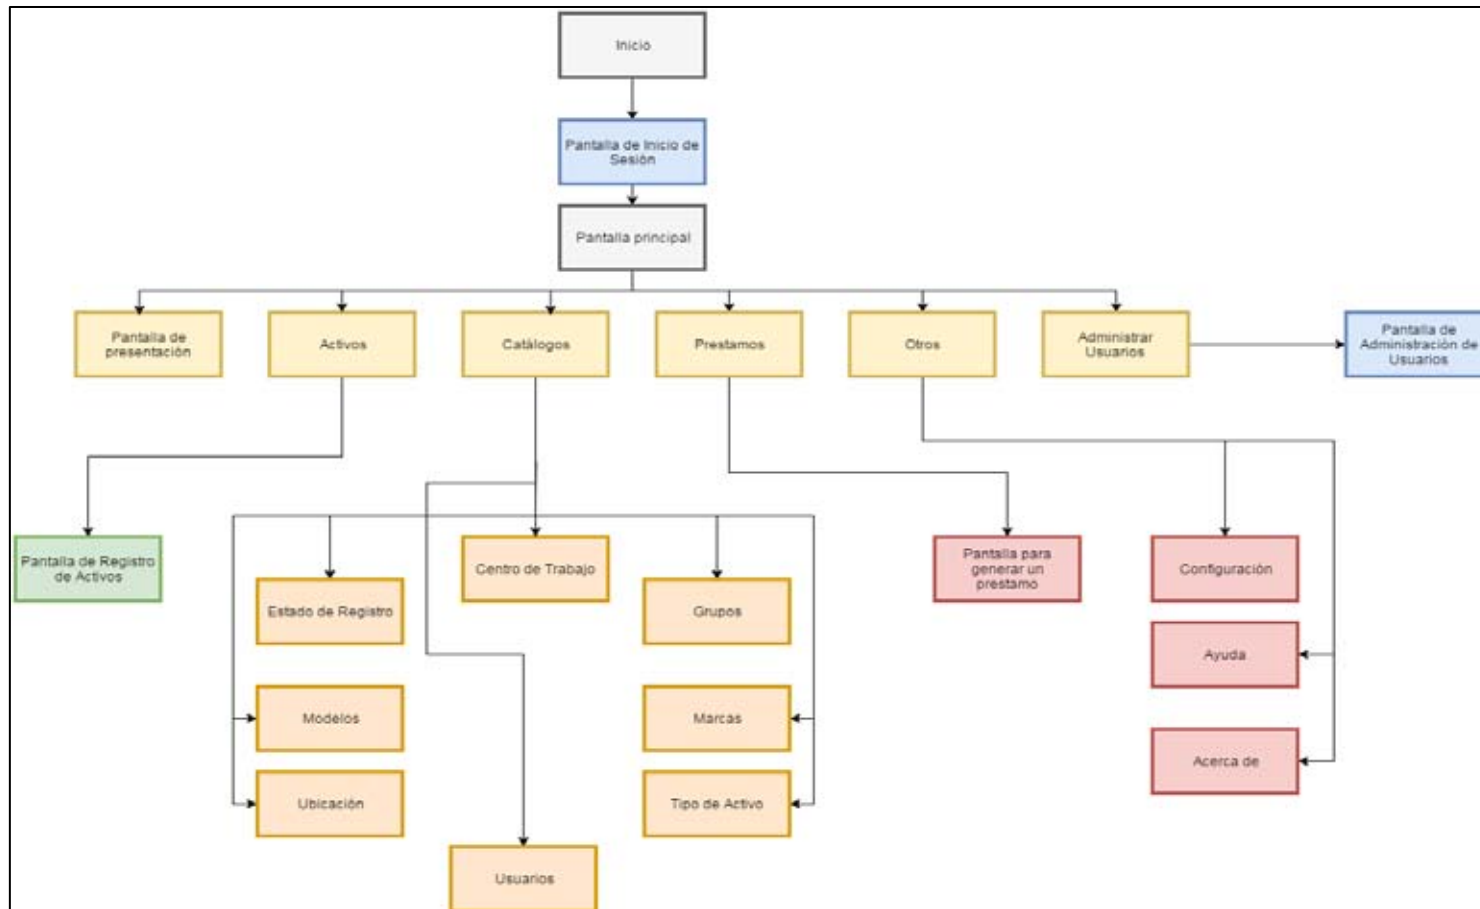 Inicio
Pantalla de Inicio de
Sesión
Pantalla principal
Pantalla de
presentación
Activos
Catálogos
Prestamos
Otros
Administrar
Usuarios
Pantalla de
Administración de
Usuarios
Pantalla de Registro
de Activos
Centro de Trabajo
Pantalla para
generar un
prestamo
Configuración
Estado de Registro
Grupos
Ayuda
Modelos
Marcas
Acerca de
Ubicación
Tipo de Activo
Usuarios